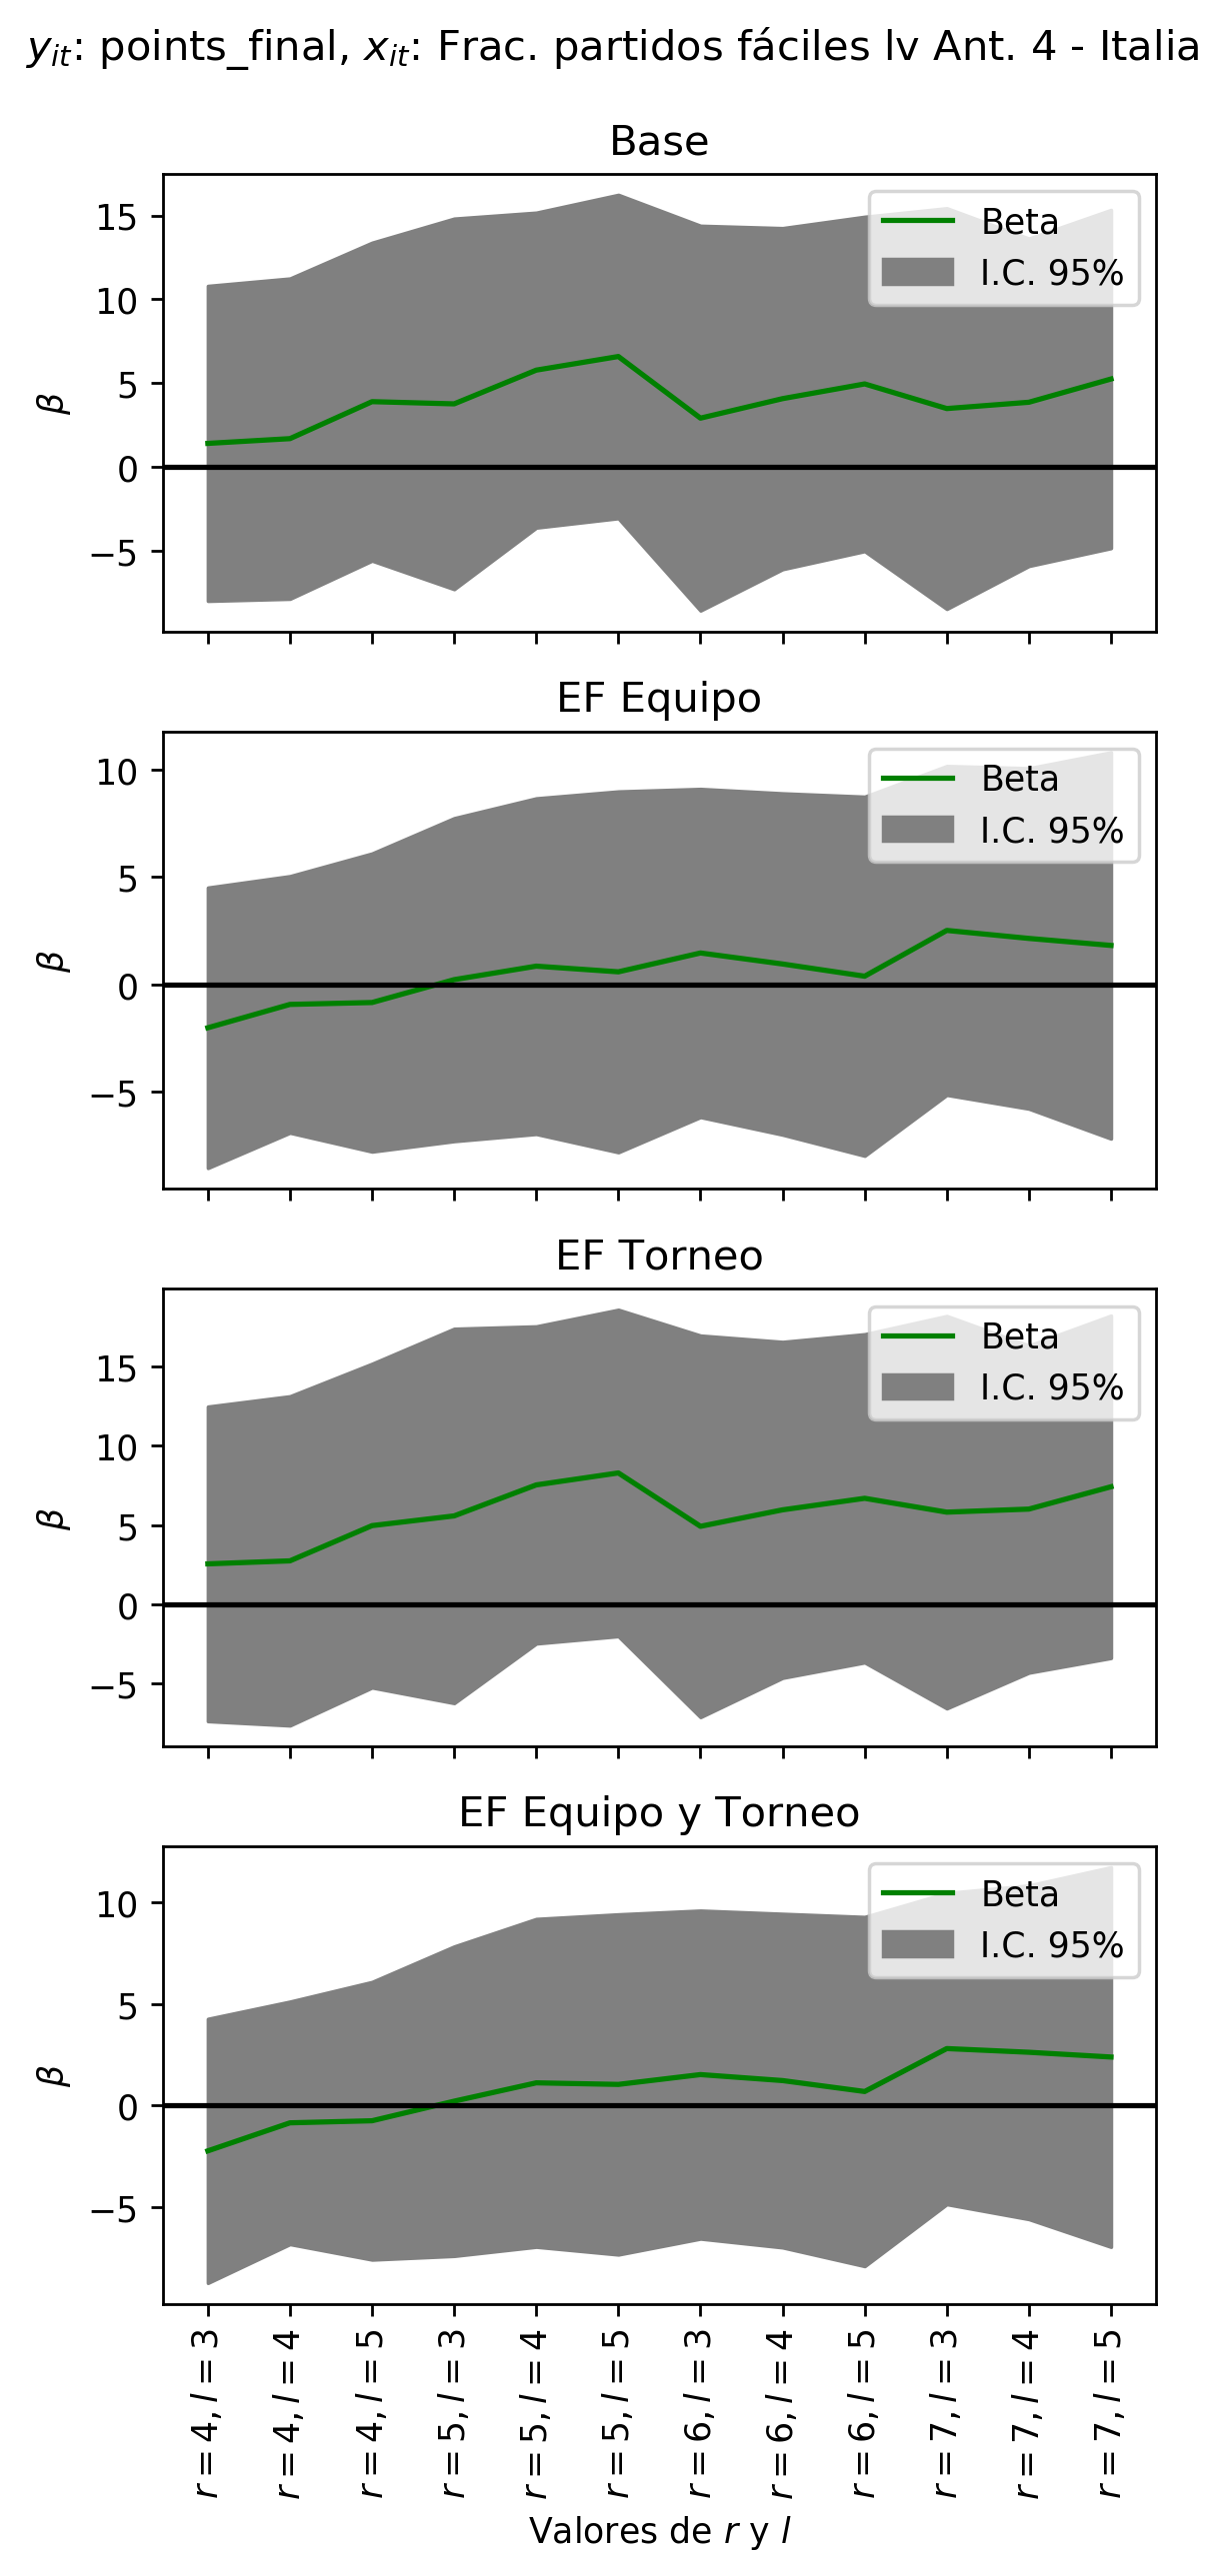 y_it: points_final, x_it: Frac. partidos fáciles lv Ant. 4 - Italia
Base
15
10
5
0
−5
β
Beta
I.C. 95%
EF Equipo
10
5
0
−5
β
Beta
I.C. 95%
EF Torneo
15
10
5
0
−5
β
Beta
I.C. 95%
EF Equipo y Torneo
10
5
0
−5
β
Beta
I.C. 95%
r = 4, l = 3
r = 4, l = 4
r = 4, l = 5
r = 5, l = 3
r = 5, l = 4
r = 5, l = 5
r = 6, l = 3
r = 6, l = 4
r = 6, l = 5
r = 7, l = 3
r = 7, l = 4
r = 7, l = 5
Valores de r y l